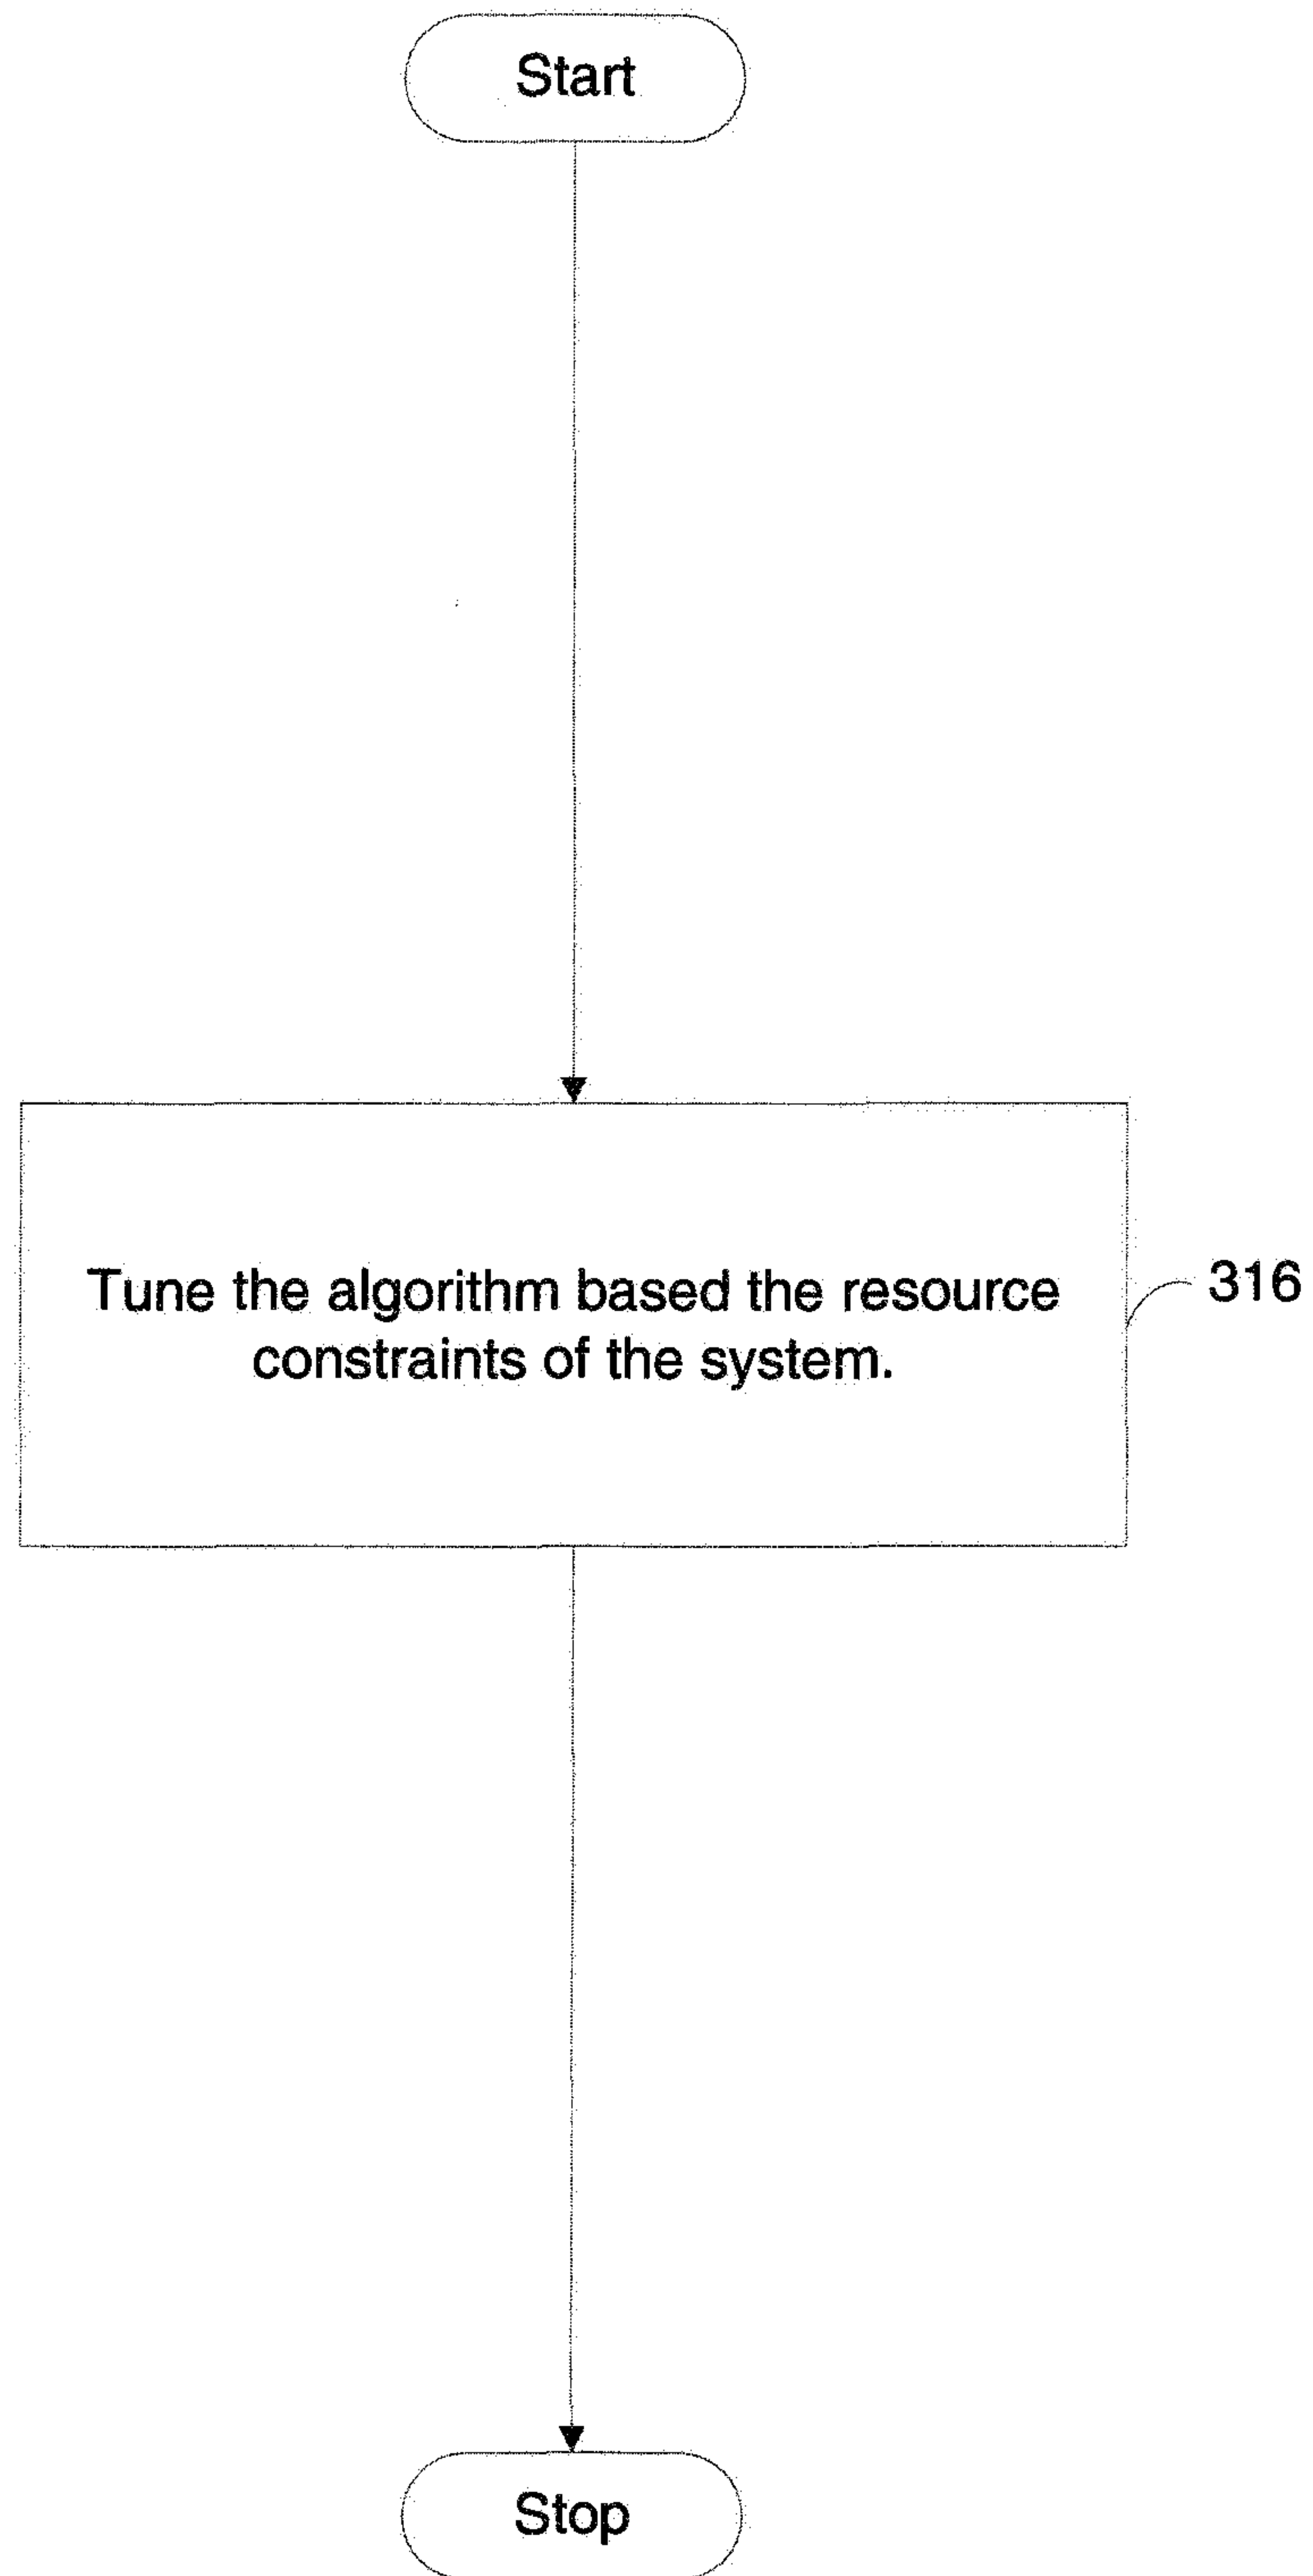 Start
Tune the algorithm based the resource
constraints of the system.
316
Stop